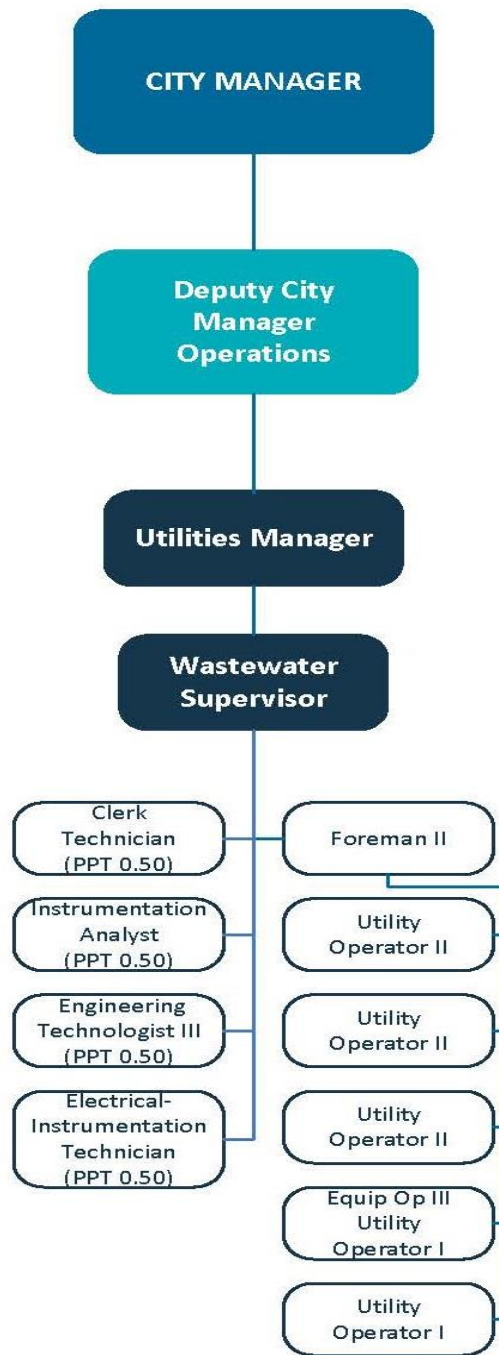 CITY MANAGER
Deputy City
Manager
Operations
Utilities Manager
Wastewater
Supervisor
Clerk
Technician
(PPT 0.50)
Instrumentation
Analyst
(PPT 0.50)
Engineering
Technologist III
(PPT 0.50)
Electrical-
Instrumentation
Technician
(PPT 0.50)
Foreman II
Utility
Operator II
Utility
Operator II
Utility
Operator II
Equip Op III
Utility
Operator I
Utility
Operator I